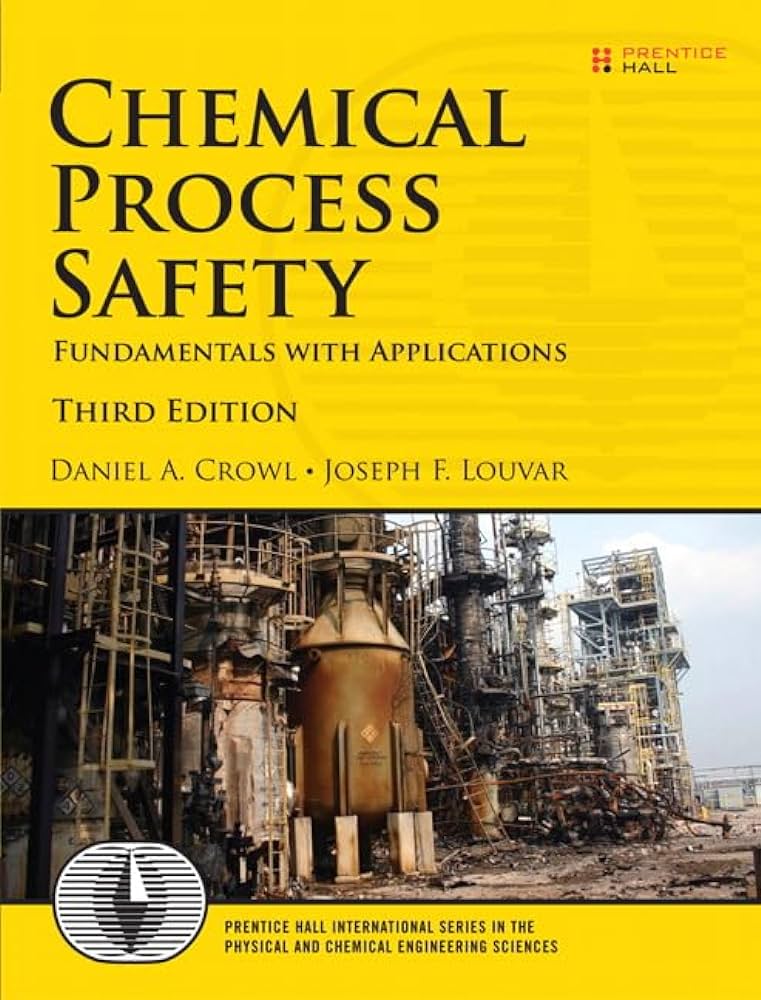 PRENTICE
HALL
CHEMICAL
PROCESS
SAFETY
FUNDAMENTALS WITH APPLICATIONS
THIRD EDITION
DANIEL A. CROWL • JOSEPH F. LOUVAR
PRENTICE HALL INTERNATIONAL SERIES IN THE
PHYSICAL AND CHEMICAL ENGINEERING SCIENCES